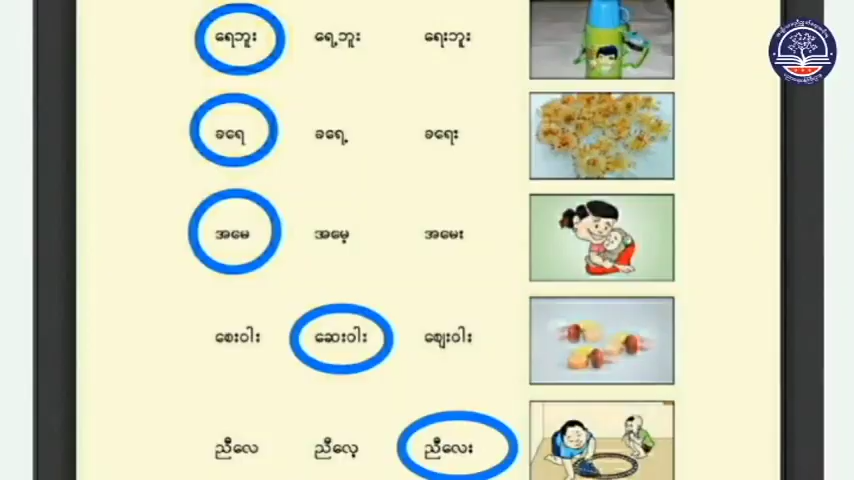 ရေဘူး ရေ့ဘူး ရေးဘူး
ခရေ ခရေ့ ခရေး
အမေ အမေ့ အမေး
စေးဝါး ဆေးဝါး ဈေးဝါး
ညီလေ ညီလေ့ ညီလေး